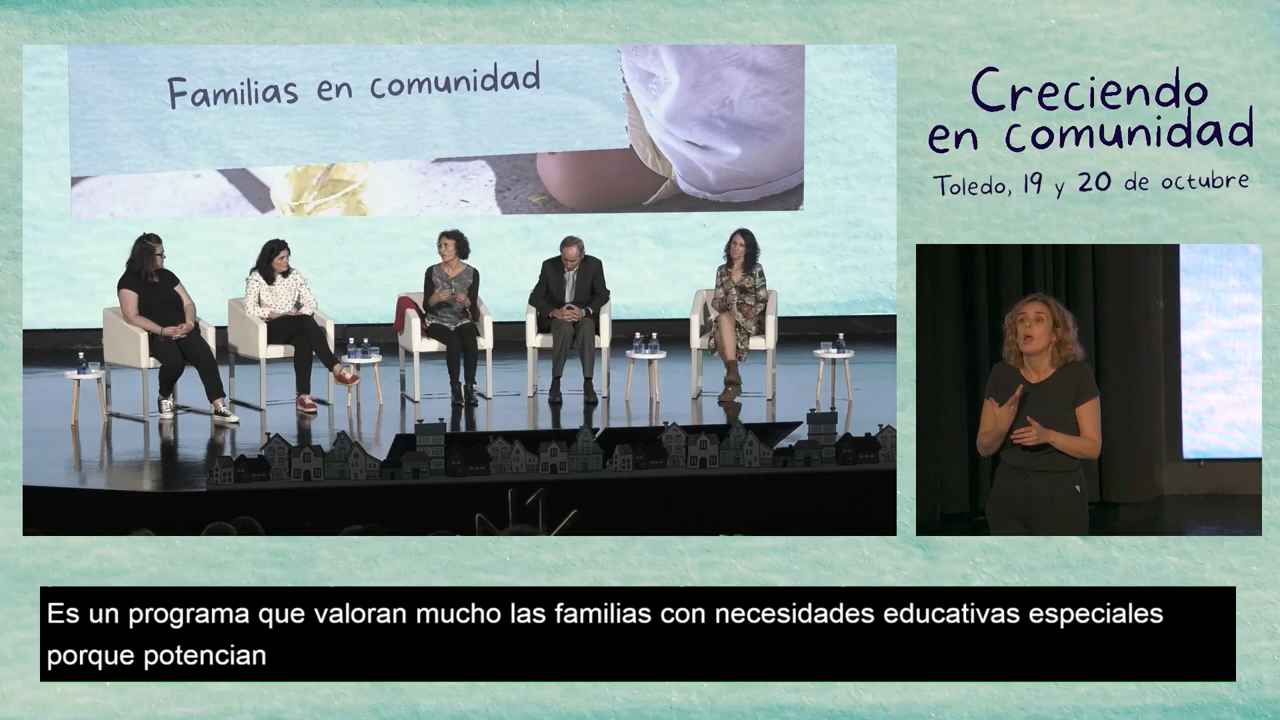 Familias en comunidad
Creciendo
en comunidad
Toledo, 19 y 20 de octubre
Es un programa que valoran mucho las familias con necesidades educativas especiales
porque potencian